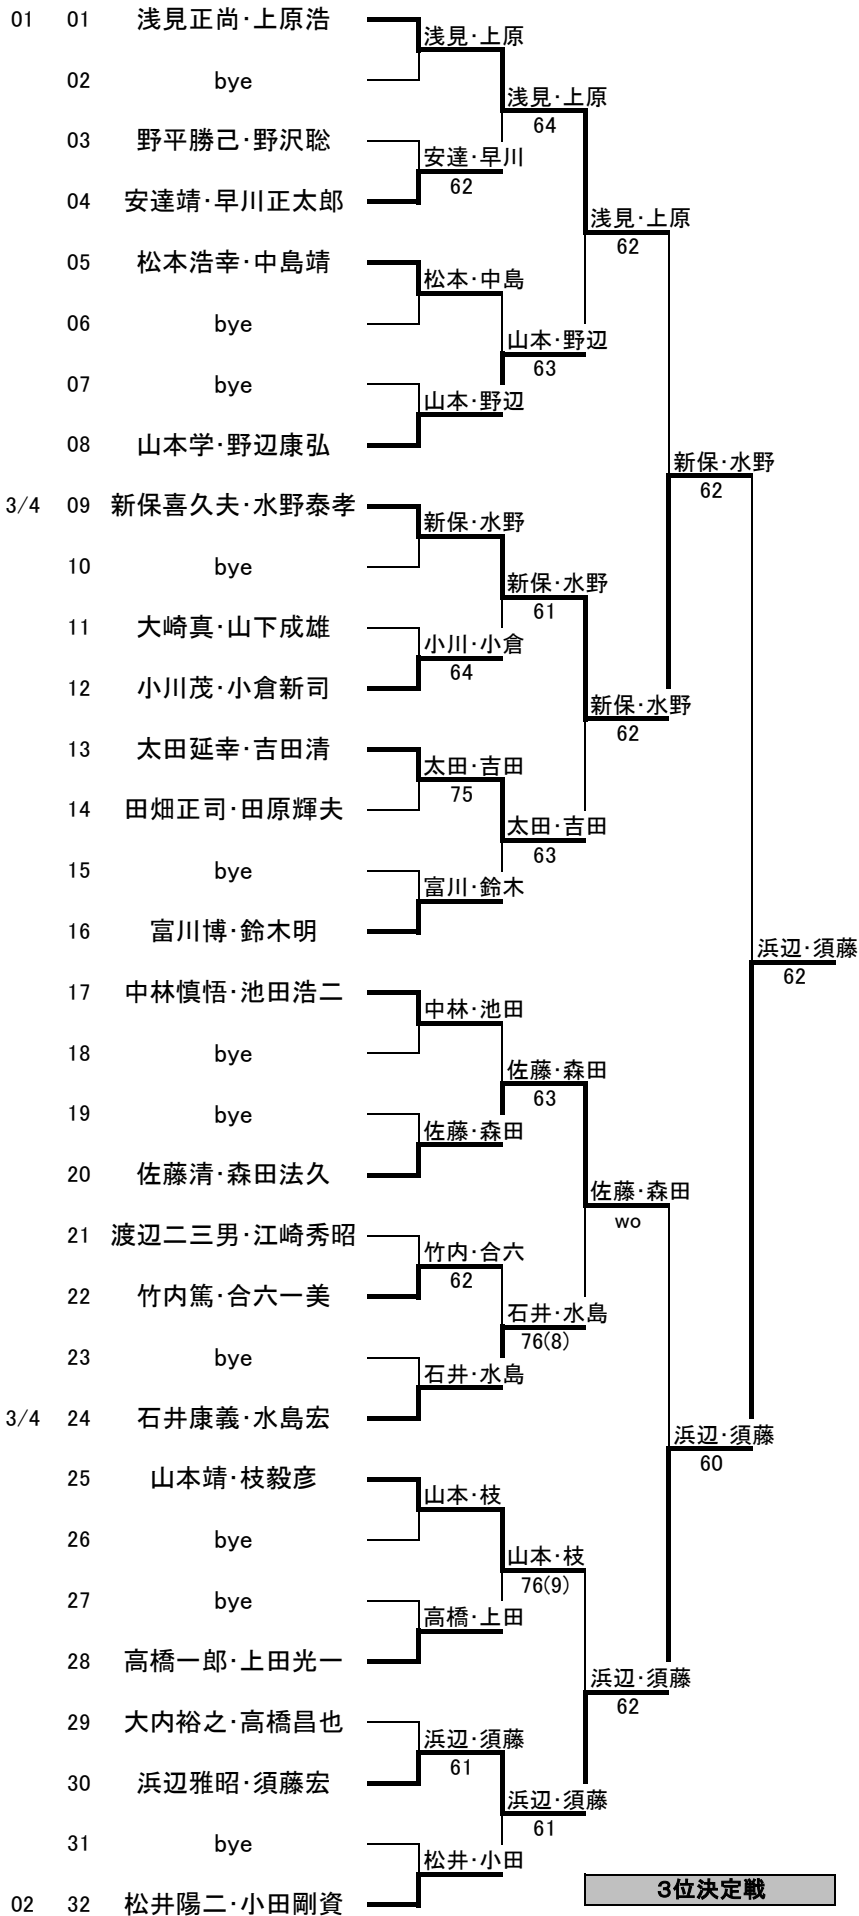 01 01 浅見正尚・上原浩
浅見・上原
02 bye
浅見・上原
64
03 野平勝己・野沢聡
安達・早川
62
04 安達靖・早川正太郎
浅見・上原
62
05 松本浩幸・中島靖
松本・中島
06 bye
山本・野辺
63
07 bye
山本・野辺
08 山本学・野辺康弘
新保・水野
62
3/4 09 新保喜久夫・水野泰孝
新保・水野
10 bye
新保・水野
61
11 大崎真・山下成雄
小川・小倉
64
12 小川茂・小倉新司
新保・水野
62
13 太田延幸・吉田清
太田・吉田
75
14 田畑正司・田原輝夫
太田・吉田
63
15 bye
富川・鈴木
16 富川博・鈴木明
浜辺・須藤
62
17 中林慎悟・池田浩二
中林・池田
18 bye
佐藤・森田
63
19 bye
佐藤・森田
20 佐藤清・森田法久
佐藤・森田
wo
21 渡辺二三男・江崎秀昭
竹内・合六
62
22 竹内篤・合六一美
石井・水島
76(8)
23 bye
石井・水島
3/4 24 石井康義・水島宏
浜辺・須藤
60
25 山本靖・枝毅彦
山本・枝
26 bye
山本・枝
76(9)
27 bye
高橋・上田
28 高橋一郎・上田光一
浜辺・須藤
62
29 大内裕之・高橋昌也
浜辺・須藤
61
30 浜辺雅昭・須藤宏
浜辺・須藤
61
31 bye
松井・小田
02 32 松井陽二・小田剛資
3位決定戦